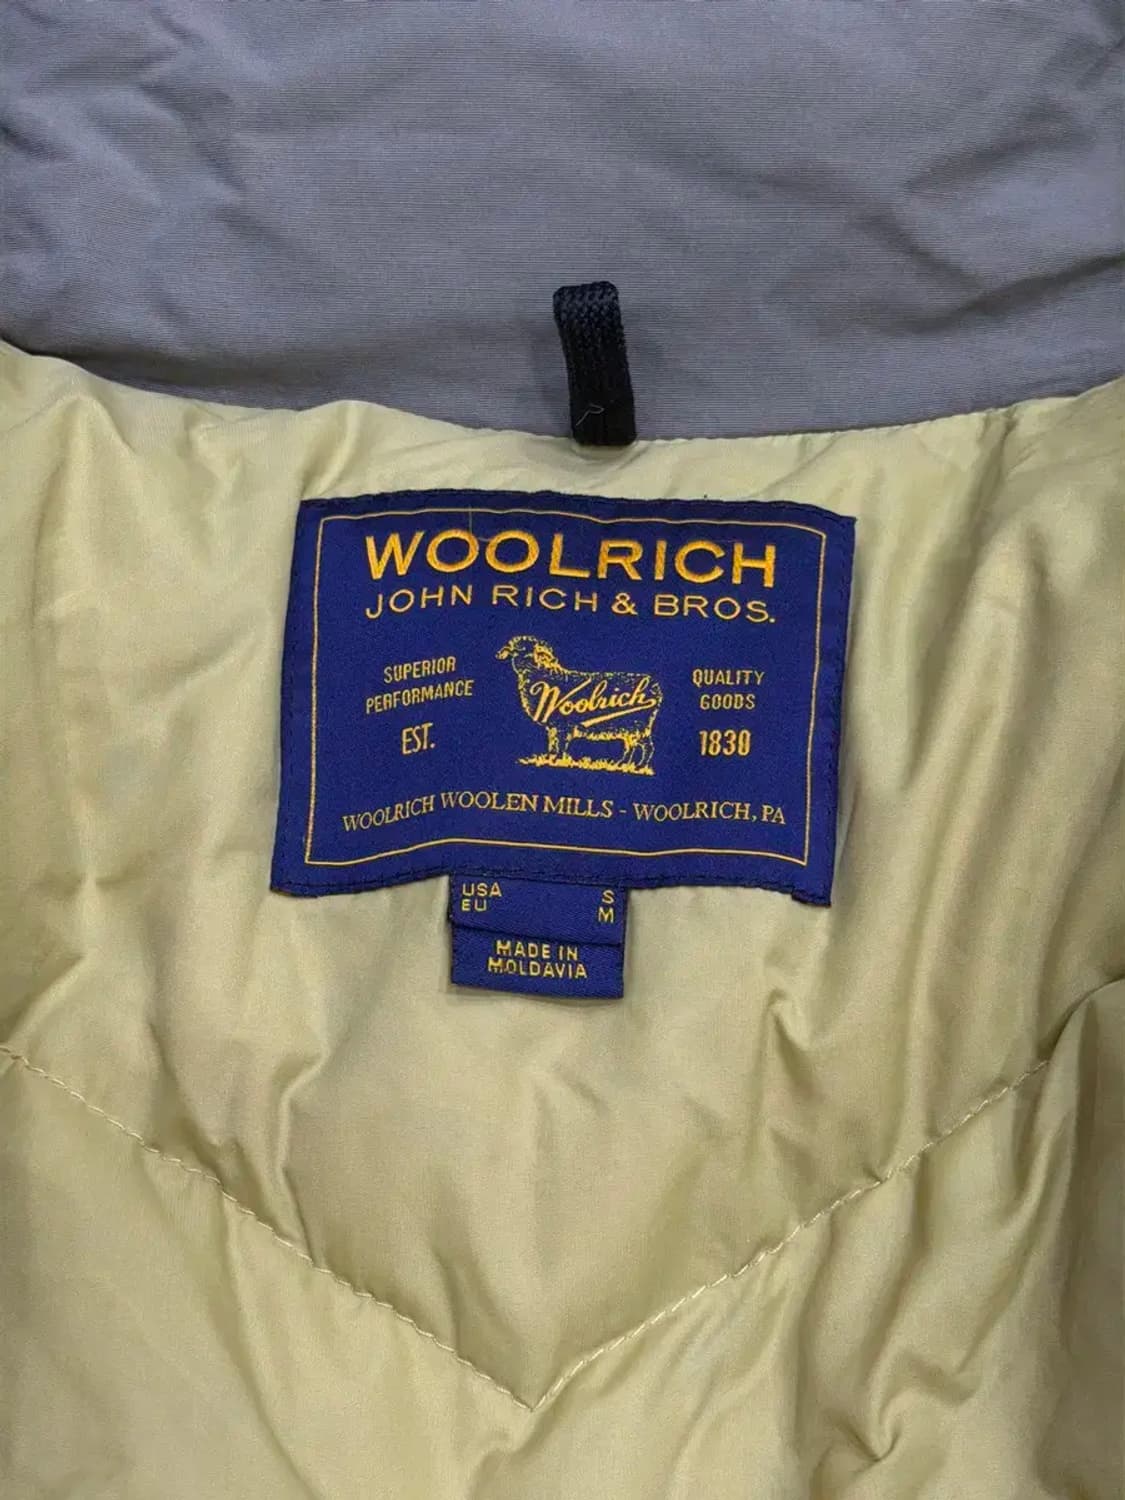 WOOLRICH
JOHN RICH & BROS.
SUPERIOR
PERFORMANCE
EST.
Woolrich
QUALITY
GOODS
1830
WOOLRICH WOOLEN MILLS - WOOLRICH, PA
USA S
EU M
MADE IN
MOLDAVIA